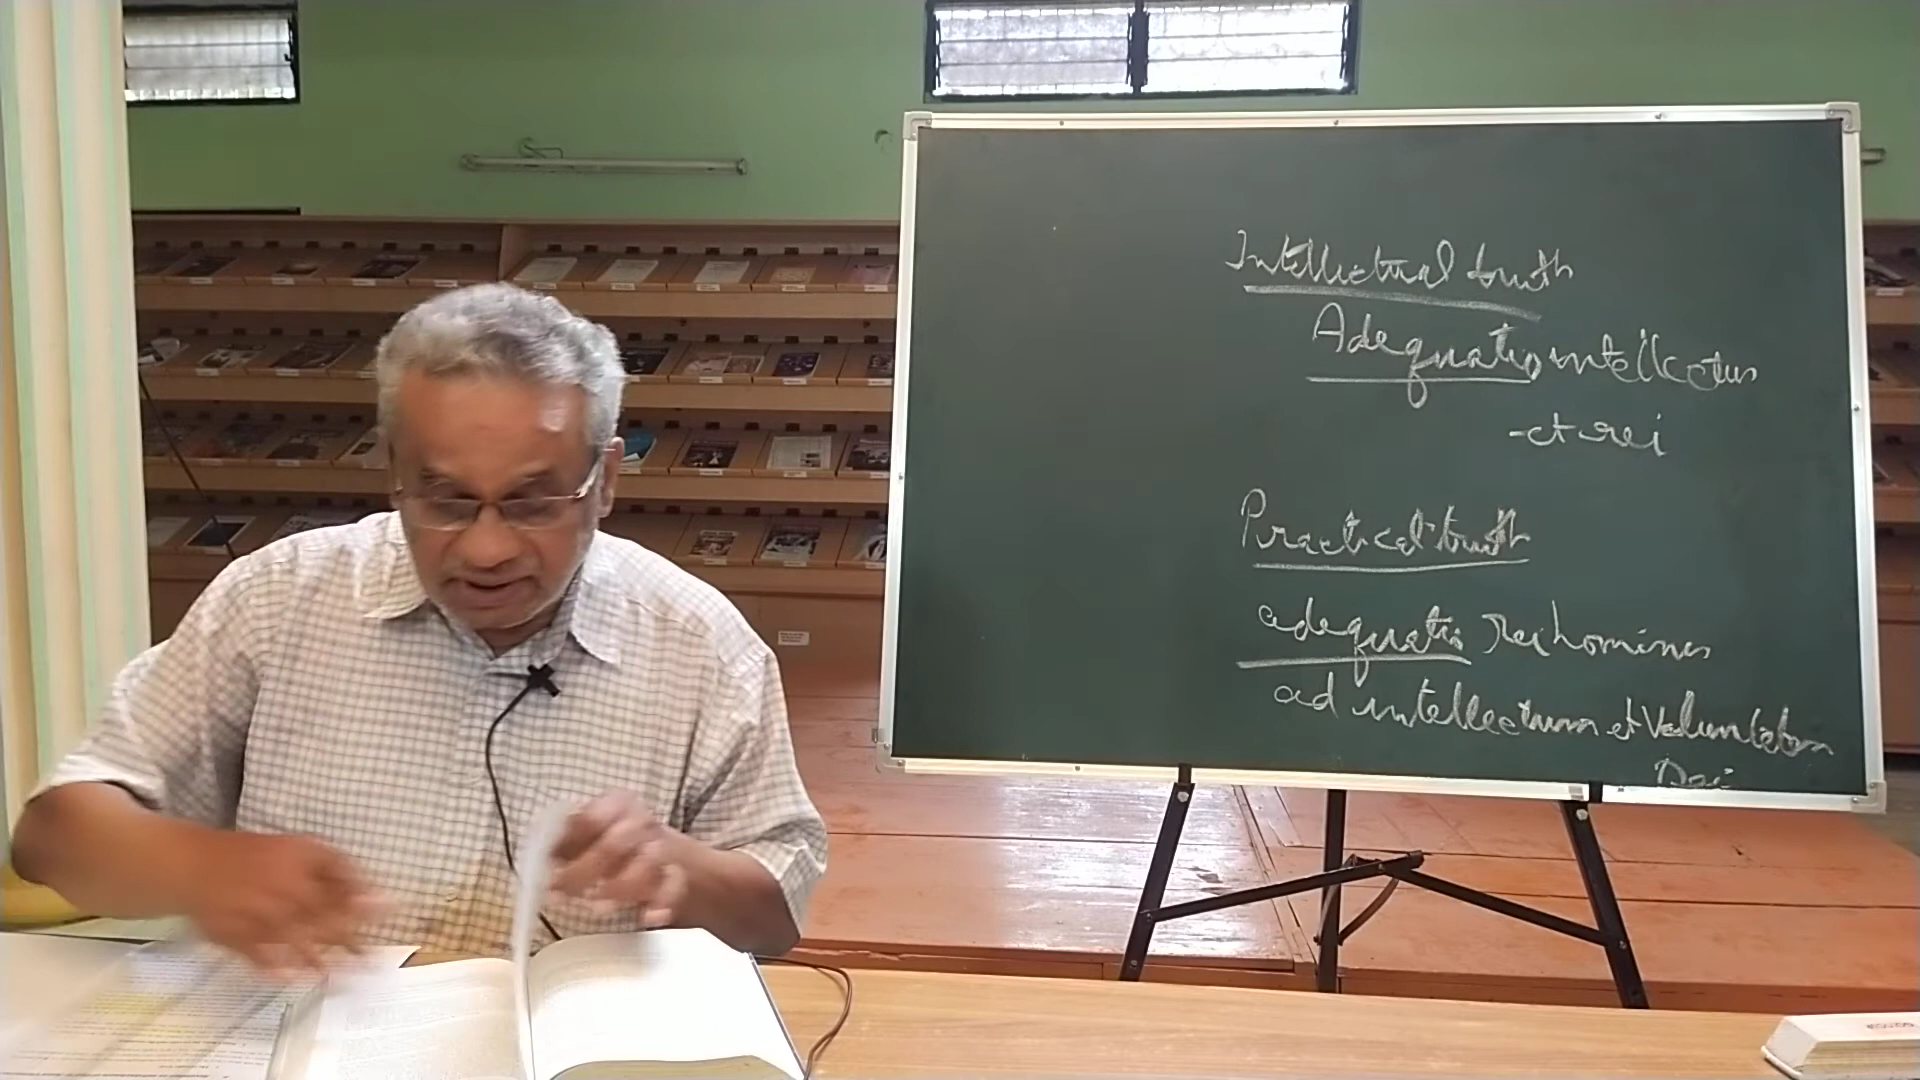 Intellectual truth
Adequatio intellectus
et rei
Practical truth
adequatio rei hominis
ad intellectum et Voluntatem
Dei